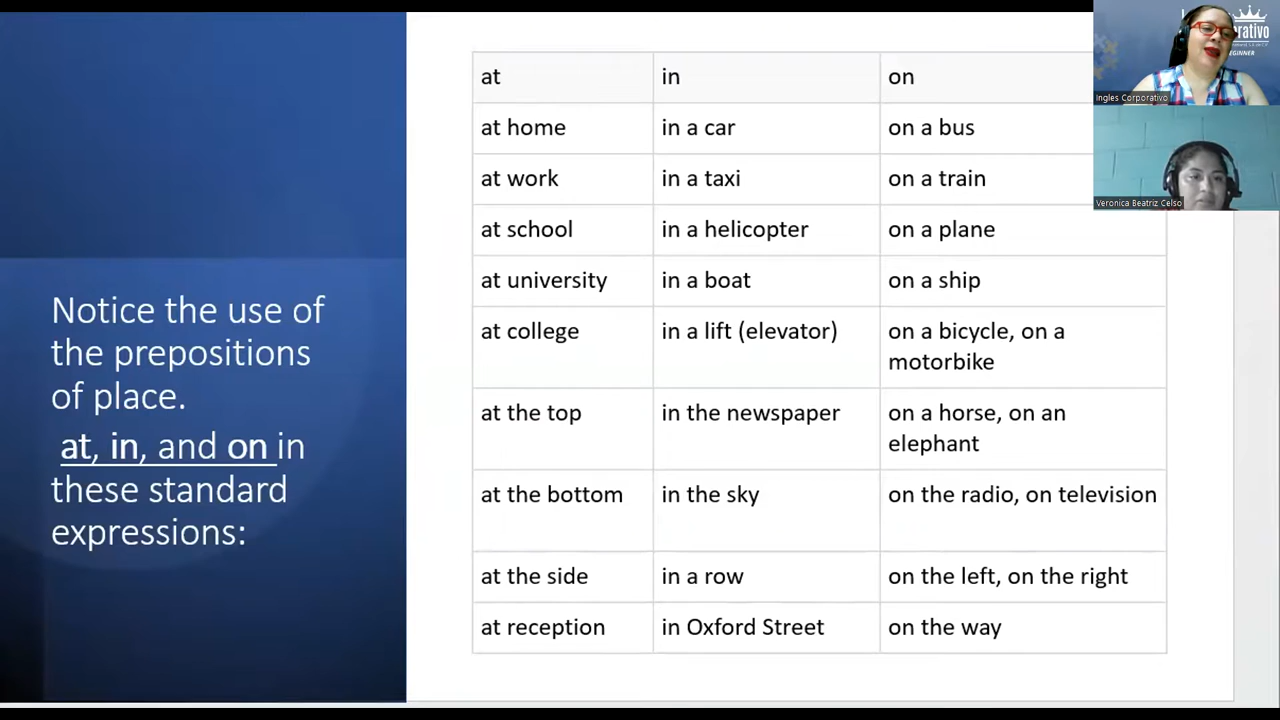 Notice the use of
the prepositions
of place.
at, in, and on in
these standard
expressions:
at in on
at home in a car on a bus
at work in a taxi on a train
at school in a helicopter on a plane
at university in a boat on a ship
at college in a lift (elevator) on a bicycle, on a
motorbike
at the top in the newspaper on a horse, on an
elephant
at the bottom in the sky on the radio, on television
at the side in a row on the left, on the right
at reception in Oxford Street on the way
Ingles Corporativo
Veronica Beatriz Celso